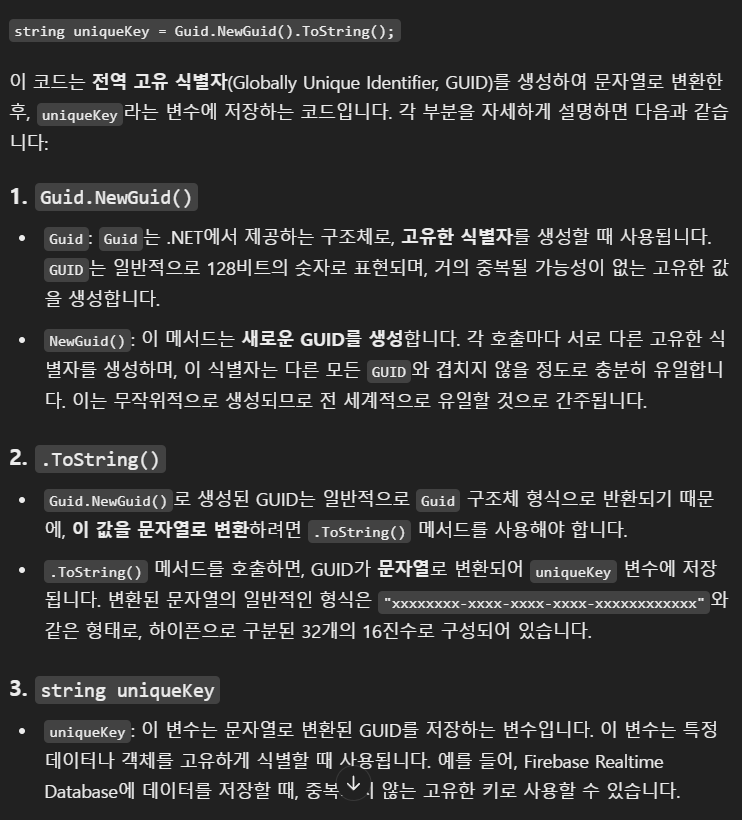 string uniqueKey = Guid.NewGuid().ToString();
이 코드는 전역 고유 식별자(Globally Unique Identifier, GUID)를 생성하여 문자열로 변환한
후, uniqueKey라는 변수에 저장하는 코드입니다. 각 부분을 자세하게 설명하면 다음과 같습
니다:
1. Guid.NewGuid()
• Guid: Guid는 .NET에서 제공하는 구조체로, 고유한 식별자를 생성할 때 사용됩니다.
GUID는 일반적으로 128비트의 숫자로 표현되며, 거의 중복될 가능성이 없는 고유한 값
을 생성합니다.
• NewGuid(): 이 메서드는 새로운 GUID를 생성합니다. 각 호출마다 서로 다른 고유한 식
별자를 생성하며, 이 식별자는 다른 모든 GUID와 겹치지 않을 정도로 충분히 유일합니
다. 이는 무작위적으로 생성되므로 전 세계적으로 유일할 것으로 간주됩니다.
2. .ToString()
• Guid.NewGuid()로 생성된 GUID는 일반적으로 Guid 구조체 형식으로 반환되기 때문
에, 이 값을 문자열로 변환하려면 .ToString() 메서드를 사용해야 합니다.
• .ToString() 메서드를 호출하면, GUID가 문자열로 변환되어 uniqueKey 변수에 저장
됩니다. 변환된 문자열의 일반적인 형식은 "xxxxxxxx-xxxx-xxxx-xxxx-xxxxxxxxxxxx"와
같은 형태로, 하이픈으로 구분된 32개의 16진수로 구성되어 있습니다.
3. string uniqueKey
• uniqueKey: 이 변수는 문자열로 변환된 GUID를 저장하는 변수입니다. 이 변수는 특정
데이터나 객체를 고유하게 식별할 때 사용됩니다. 예를 들어, Firebase Realtime
Database에 데이터를 저장할 때, 중복 않는 고유한 키로 사용할 수 있습니다.